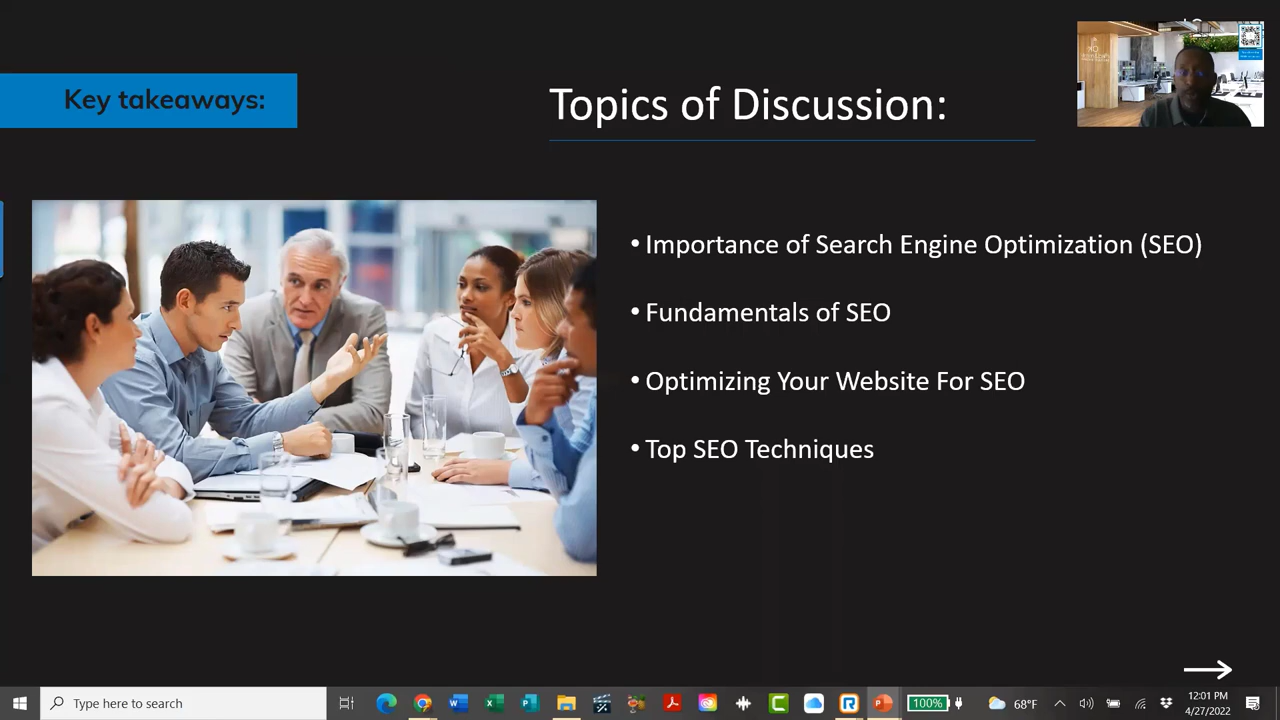 Key takeaways:
Topics of Discussion:
• Importance of Search Engine Optimization (SEO)
• Fundamentals of SEO
• Optimizing Your Website For SEO
• Top SEO Techniques
Type here to search
100%
68°F
12:01 PM
4/27/2022